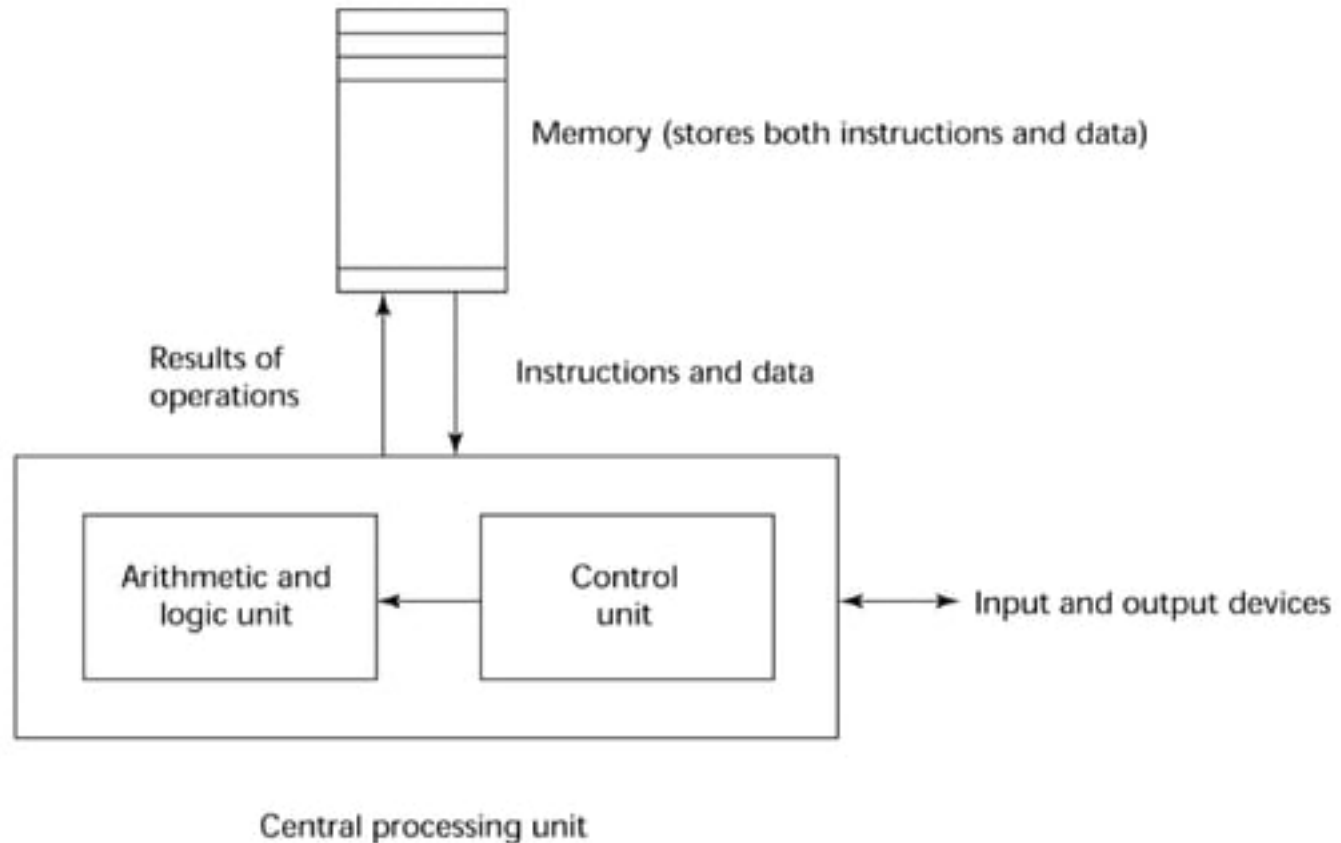 Memory (stores both instructions and data)
Results of
operations
Instructions and data
Arithmetic and
logic unit
Control
unit
Input and output devices
Central processing unit